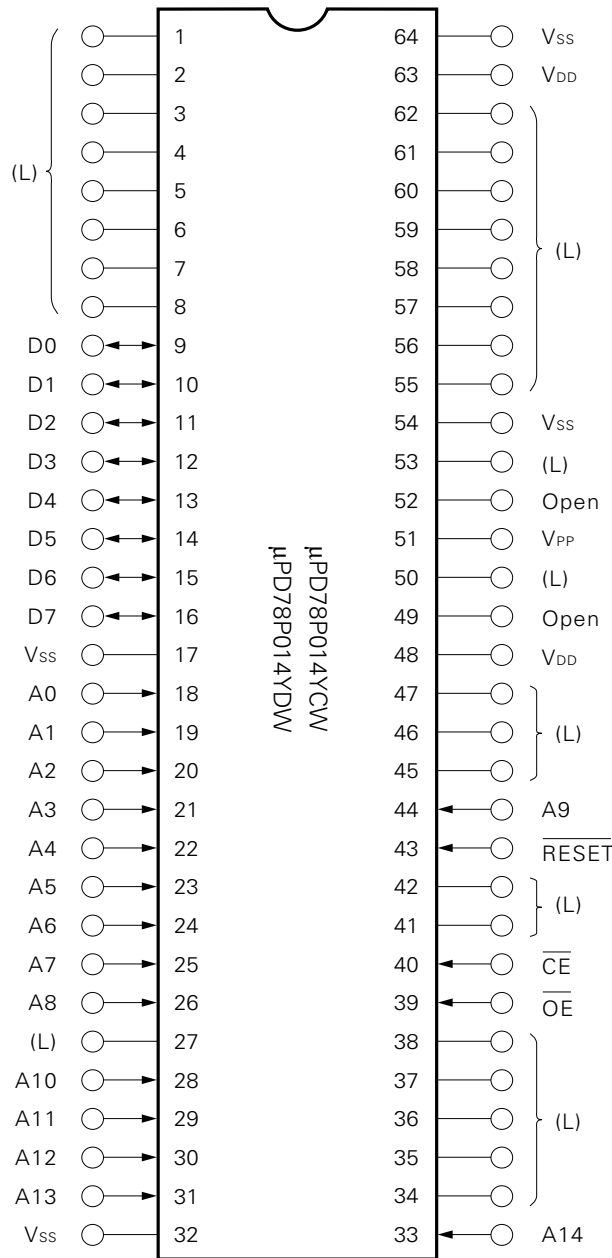 1 64 VSS
2 63 VDD
3 62
4 61
(L) 5 60
6 59 (L)
7 58
8 57
D0 9 56
D1 10 55
D2 11 54 VSS
D3 12 53 (L)
D4 13 52 Open
D5 14 51 VPP
D6 15 50 (L)
D7 16 49 Open
VSS 17 48 VDD
A0 18 47
A1 19 46 (L)
A2 20 45
A3 21 44 A9
A4 22 43 RESET
A5 23 42
A6 24 41 (L)
A7 25 40 CE
A8 26 39 OE
(L) 27 38
A10 28 37
A11 29 36 (L)
A12 30 35
A13 31 34
VSS 32 33 A14
µPD78P014YCW
µPD78P014YDW